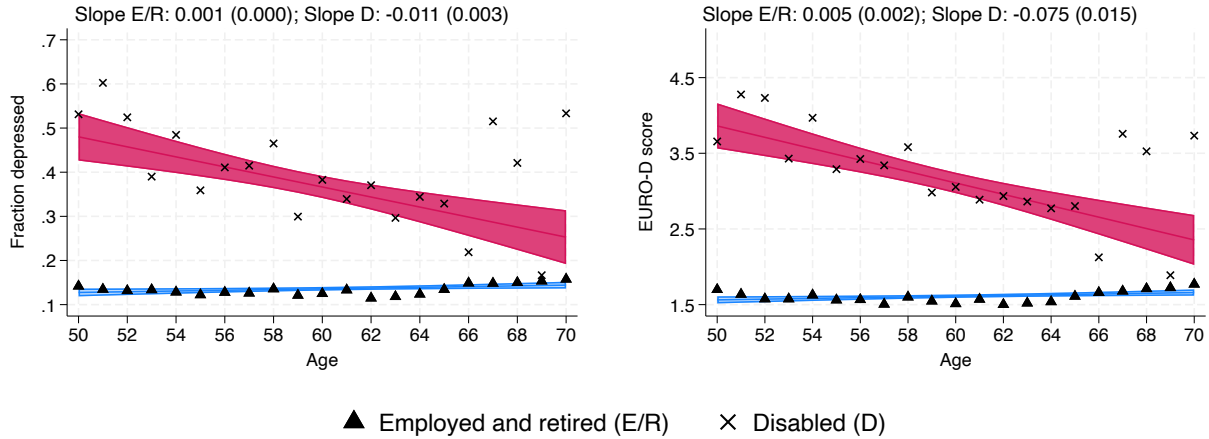 Slope E/R: 0.001 (0.000); Slope D: -0.011 (0.003)
.7
.6
.5
.4
.3
.2
.1
Fraction depressed
50 52 54 56 58 60 62 64 66 68 70
Age
Slope E/R: 0.005 (0.002); Slope D: -0.075 (0.015)
4.5
3.5
2.5
1.5
EURO-D score
50 52 54 56 58 60 62 64 66 68 70
Age
Employed and retired (E/R) Disabled (D)